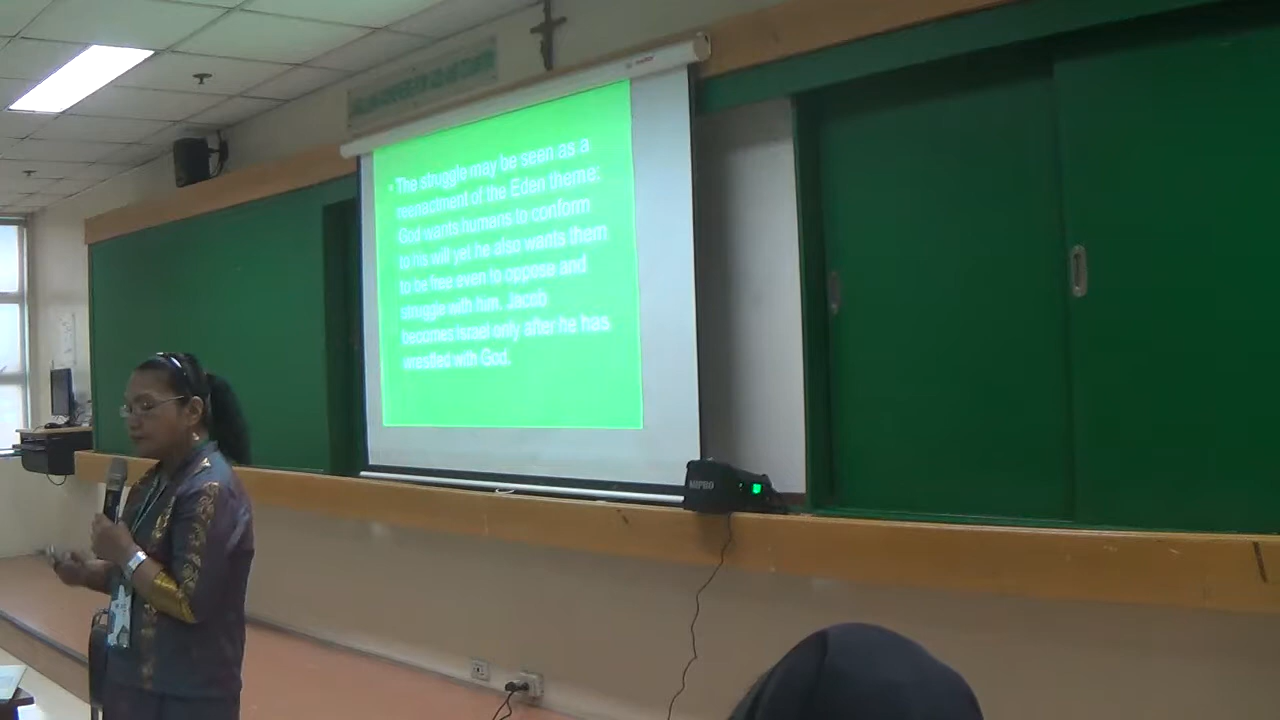 • The struggle may be seen as a
reenactment of the Eden theme:
God wants humans to conform
to his will yet he also wants them
to be free even to oppose and
struggle with him. Jacob
becomes Israel only after he has
wrestled with God.
MIPRO